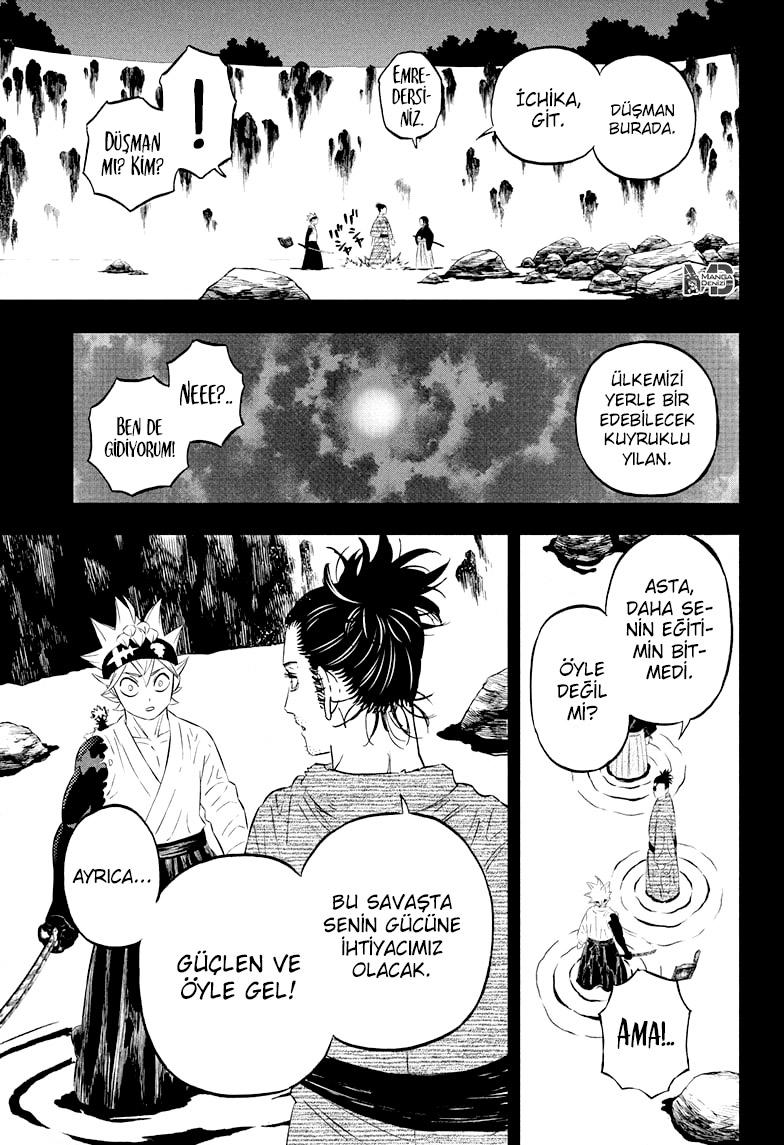 DÜŞMAN
BURADA.
İCHİKA,
GİT.
EMRE-
DERSİ-
NİZ.
!
DÜŞMAN
MI? KİM?
MANGA
DENİZİ
ÜLKEMİZİ
YERLE BİR
EDEBİLECEK
KUYRUKLU
YILAN.
NEEE?..
BEN DE
GİDİYORUM!
ASTA,
DAHA SE-
NİN EĞİTİ-
MİN BİT-
MEDİ.
ÖYLE
DEĞİL
Mİ?
AMA!..
BU SAVAŞTA
SENİN GÜCÜNE
İHTİYACIMIZ
OLACAK.
GÜÇLEN VE
ÖYLE GEL!
AYRICA...